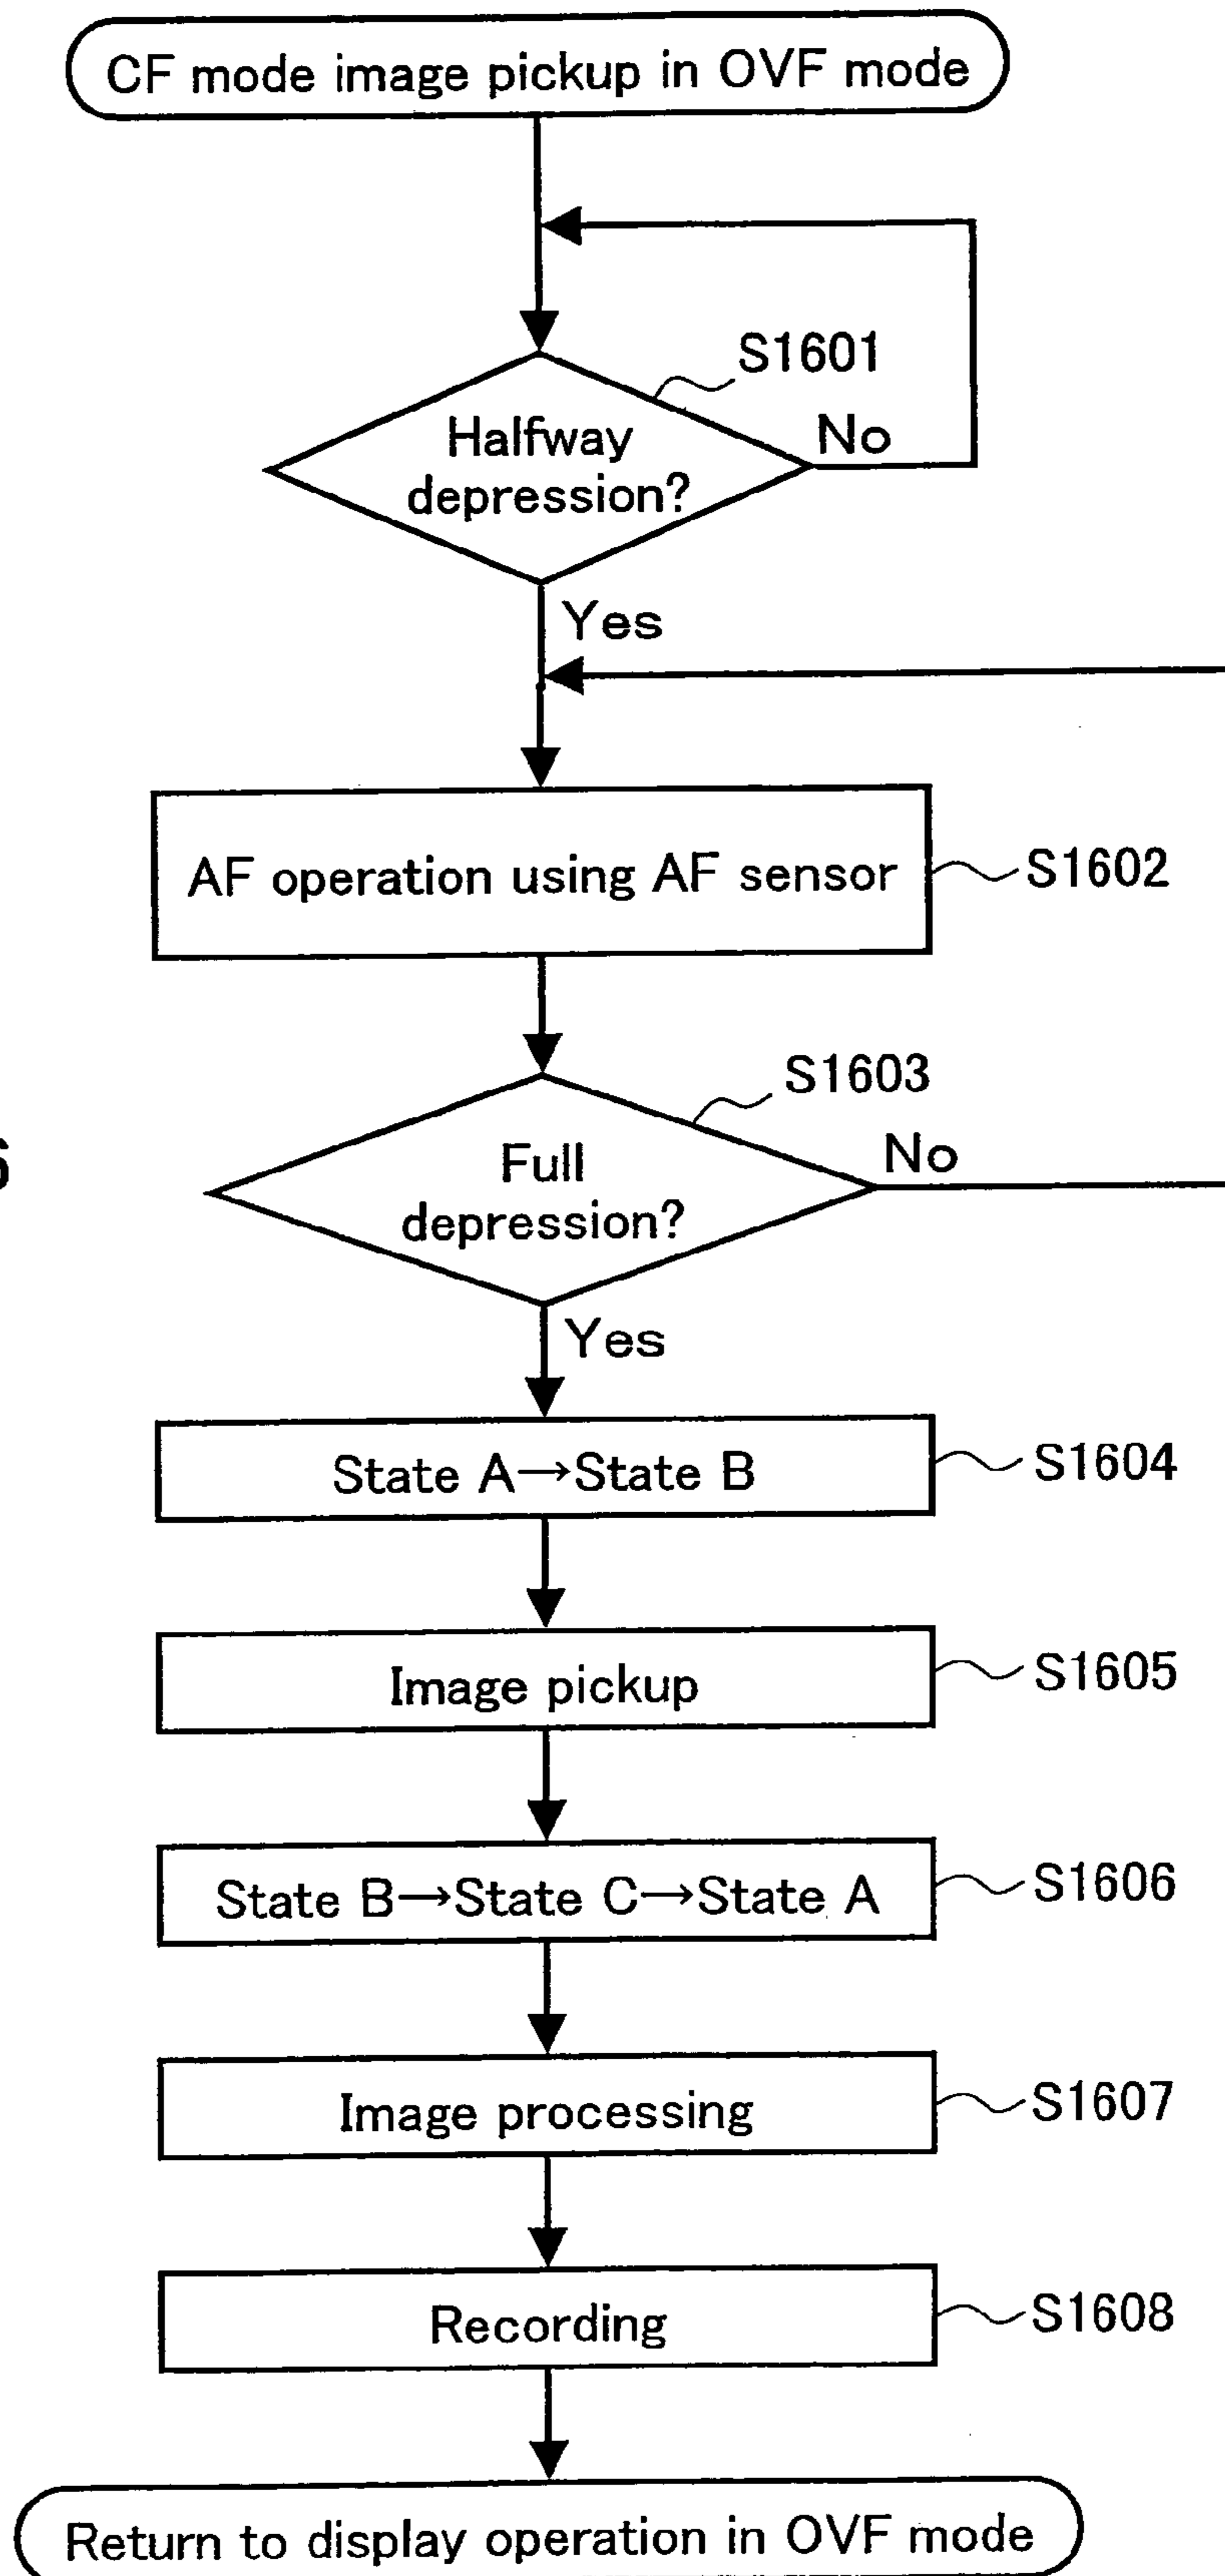 CF mode image pickup in OVF mode
S1601
Halfway
depression?
No
Yes
AF operation using AF sensor
S1602
S1603
Full
depression?
No
Yes
State A→State B
S1604
Image pickup
S1605
State B→State C→State A
S1606
Image processing
S1607
Recording
S1608
Return to display operation in OVF mode